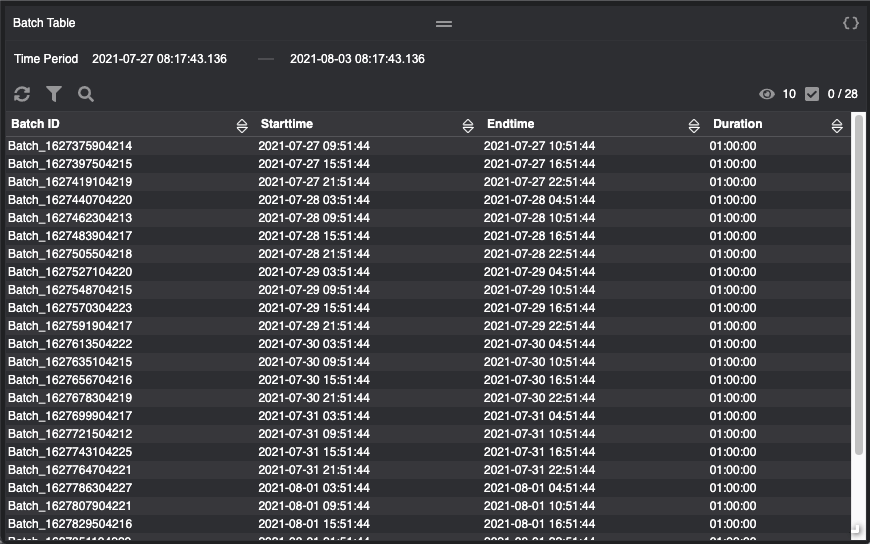 Batch Table
Time Period 2021-07-27 08:17:43.136 — 2021-08-03 08:17:43.136
10 0 / 28
Batch ID Starttime Endtime Duration
Batch_1627375904214 2021-07-27 09:51:44 2021-07-27 10:51:44 01:00:00
Batch_1627397504215 2021-07-27 15:51:44 2021-07-27 16:51:44 01:00:00
Batch_1627419104219 2021-07-27 21:51:44 2021-07-27 22:51:44 01:00:00
Batch_1627440704220 2021-07-28 03:51:44 2021-07-28 04:51:44 01:00:00
Batch_1627462304213 2021-07-28 09:51:44 2021-07-28 10:51:44 01:00:00
Batch_1627483904217 2021-07-28 15:51:44 2021-07-28 16:51:44 01:00:00
Batch_1627505504218 2021-07-28 21:51:44 2021-07-28 22:51:44 01:00:00
Batch_1627527104220 2021-07-29 03:51:44 2021-07-29 04:51:44 01:00:00
Batch_1627548704215 2021-07-29 09:51:44 2021-07-29 10:51:44 01:00:00
Batch_1627570304223 2021-07-29 15:51:44 2021-07-29 16:51:44 01:00:00
Batch_1627591904217 2021-07-29 21:51:44 2021-07-29 22:51:44 01:00:00
Batch_1627613504222 2021-07-30 03:51:44 2021-07-30 04:51:44 01:00:00
Batch_1627635104215 2021-07-30 09:51:44 2021-07-30 10:51:44 01:00:00
Batch_1627656704216 2021-07-30 15:51:44 2021-07-30 16:51:44 01:00:00
Batch_1627678304219 2021-07-30 21:51:44 2021-07-30 22:51:44 01:00:00
Batch_1627699904217 2021-07-31 03:51:44 2021-07-31 04:51:44 01:00:00
Batch_1627721504212 2021-07-31 09:51:44 2021-07-31 10:51:44 01:00:00
Batch_1627743104225 2021-07-31 15:51:44 2021-07-31 16:51:44 01:00:00
Batch_1627764704221 2021-07-31 21:51:44 2021-07-31 22:51:44 01:00:00
Batch_1627786304227 2021-08-01 03:51:44 2021-08-01 04:51:44 01:00:00
Batch_1627807904221 2021-08-01 09:51:44 2021-08-01 10:51:44 01:00:00
Batch_1627829504216 2021-08-01 15:51:44 2021-08-01 16:51:44 01:00:00